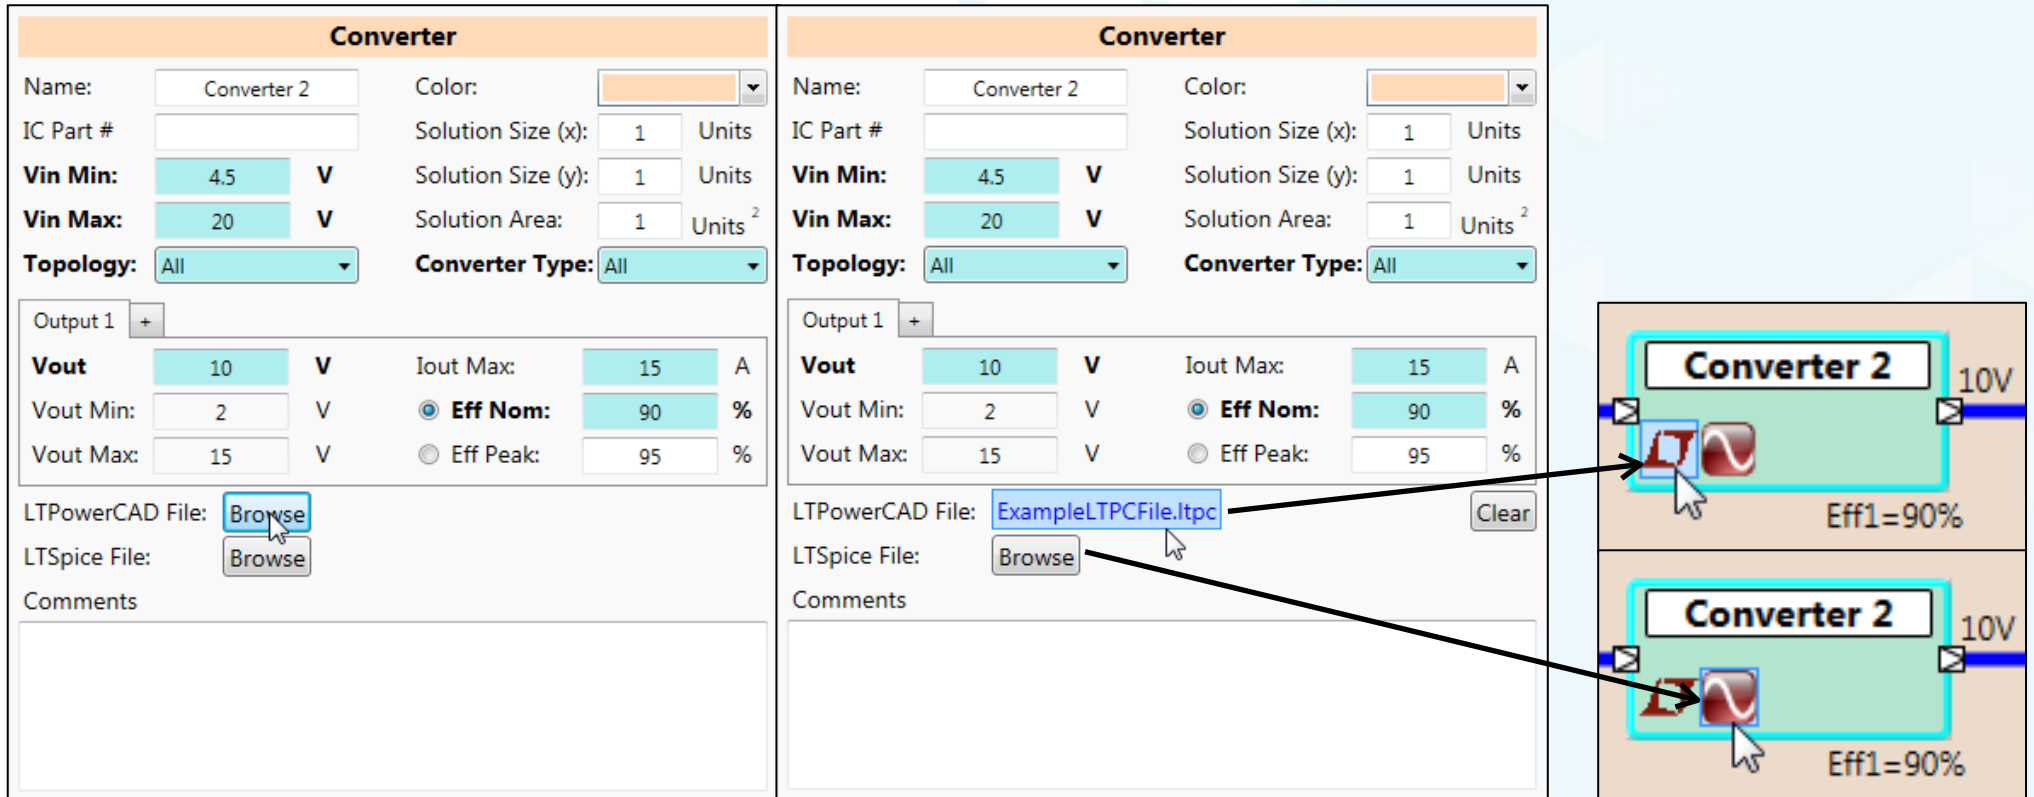 Converter
Name: Converter 2 Color:
IC Part # Solution Size (x): 1 Units
Vin Min: 4.5 V Solution Size (y): 1 Units
Vin Max: 20 V Solution Area: 1 Units 2
Topology: All Converter Type: All
Output 1 +
Vout 10 V Iout Max: 15 A
Vout Min: 2 V Eff Nom: 90 %
Vout Max: 15 V Eff Peak: 95 %
LTPowerCAD File: Browse
LTSpice File: Browse
Comments
Converter
Name: Converter 2 Color:
IC Part # Solution Size (x): 1 Units
Vin Min: 4.5 V Solution Size (y): 1 Units
Vin Max: 20 V Solution Area: 1 Units 2
Topology: All Converter Type: All
Output 1 +
Vout 10 V Iout Max: 15 A
Vout Min: 2 V Eff Nom: 90 %
Vout Max: 15 V Eff Peak: 95 %
LTPowerCAD File: ExampleLTPCFile.ltpc Clear
LTSpice File: Browse
Comments
Converter 2
10V
LT
Eff1=90%
Converter 2
10V
LT
Eff1=90%